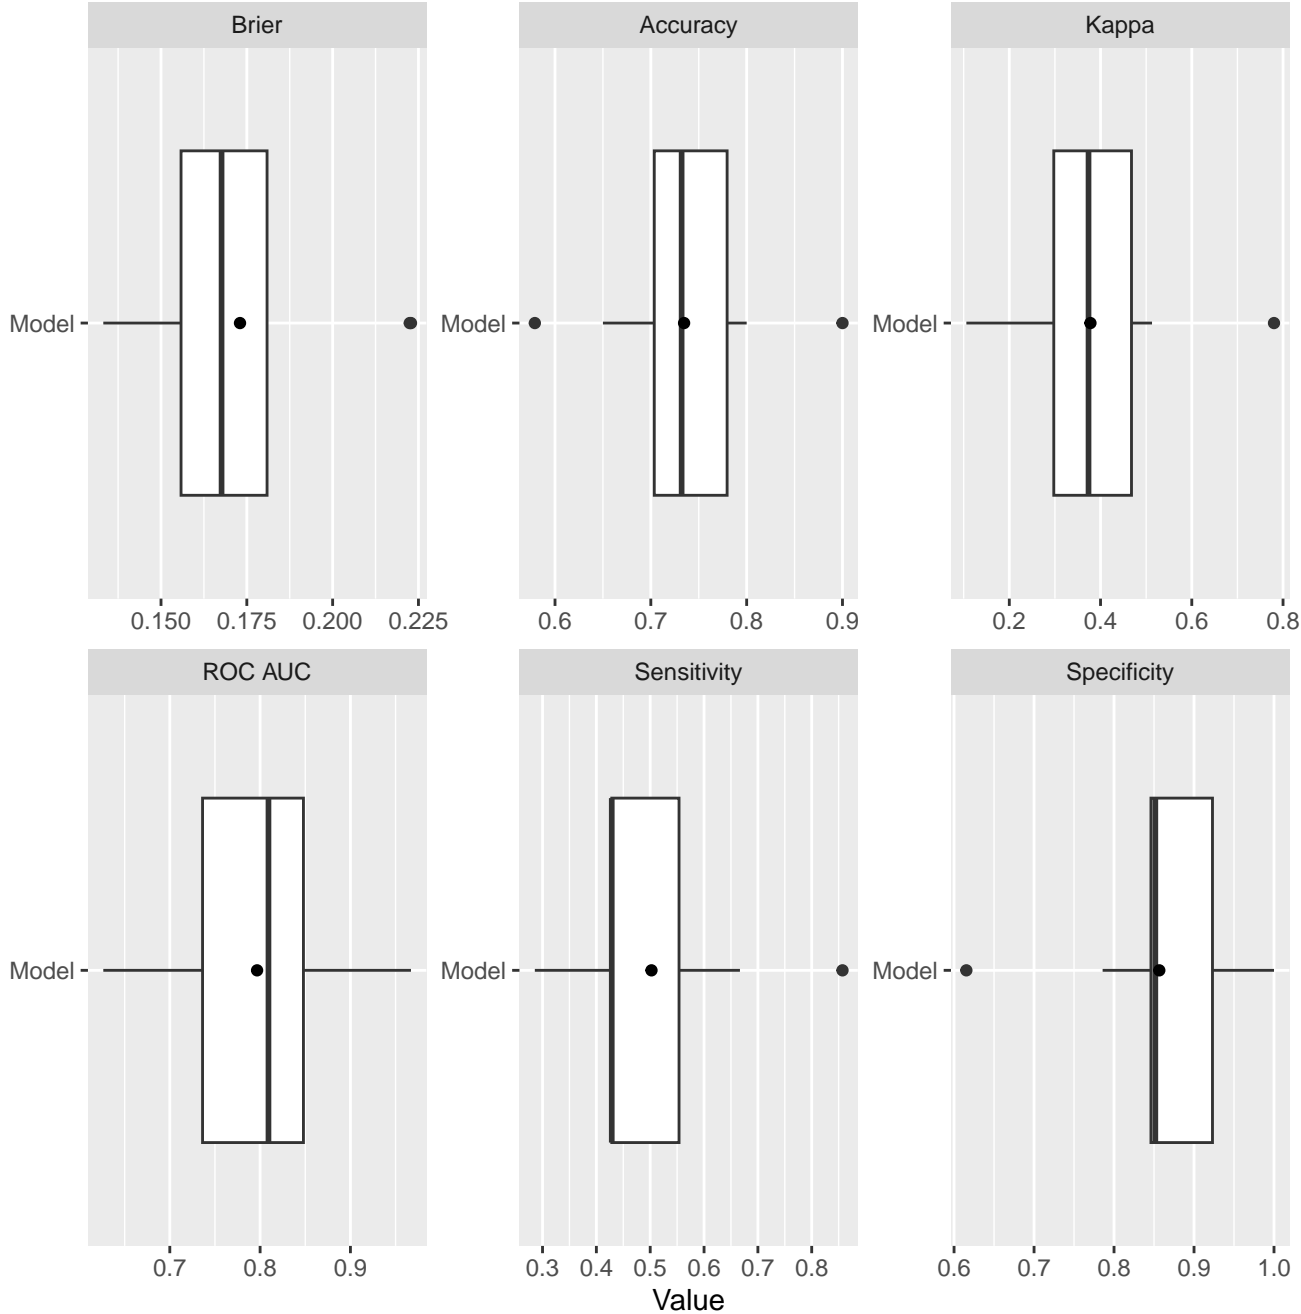 Brier
Accuracy
Kappa
Model
Model
Model
0.150 0.175 0.200 0.225
0.6 0.7 0.8 0.9
0.2 0.4 0.6 0.8
ROC AUC
Sensitivity
Specificity
Model
Model
Model
0.7 0.8 0.9
0.3 0.4 0.5 0.6 0.7 0.8
0.6 0.7 0.8 0.9 1.0
Value